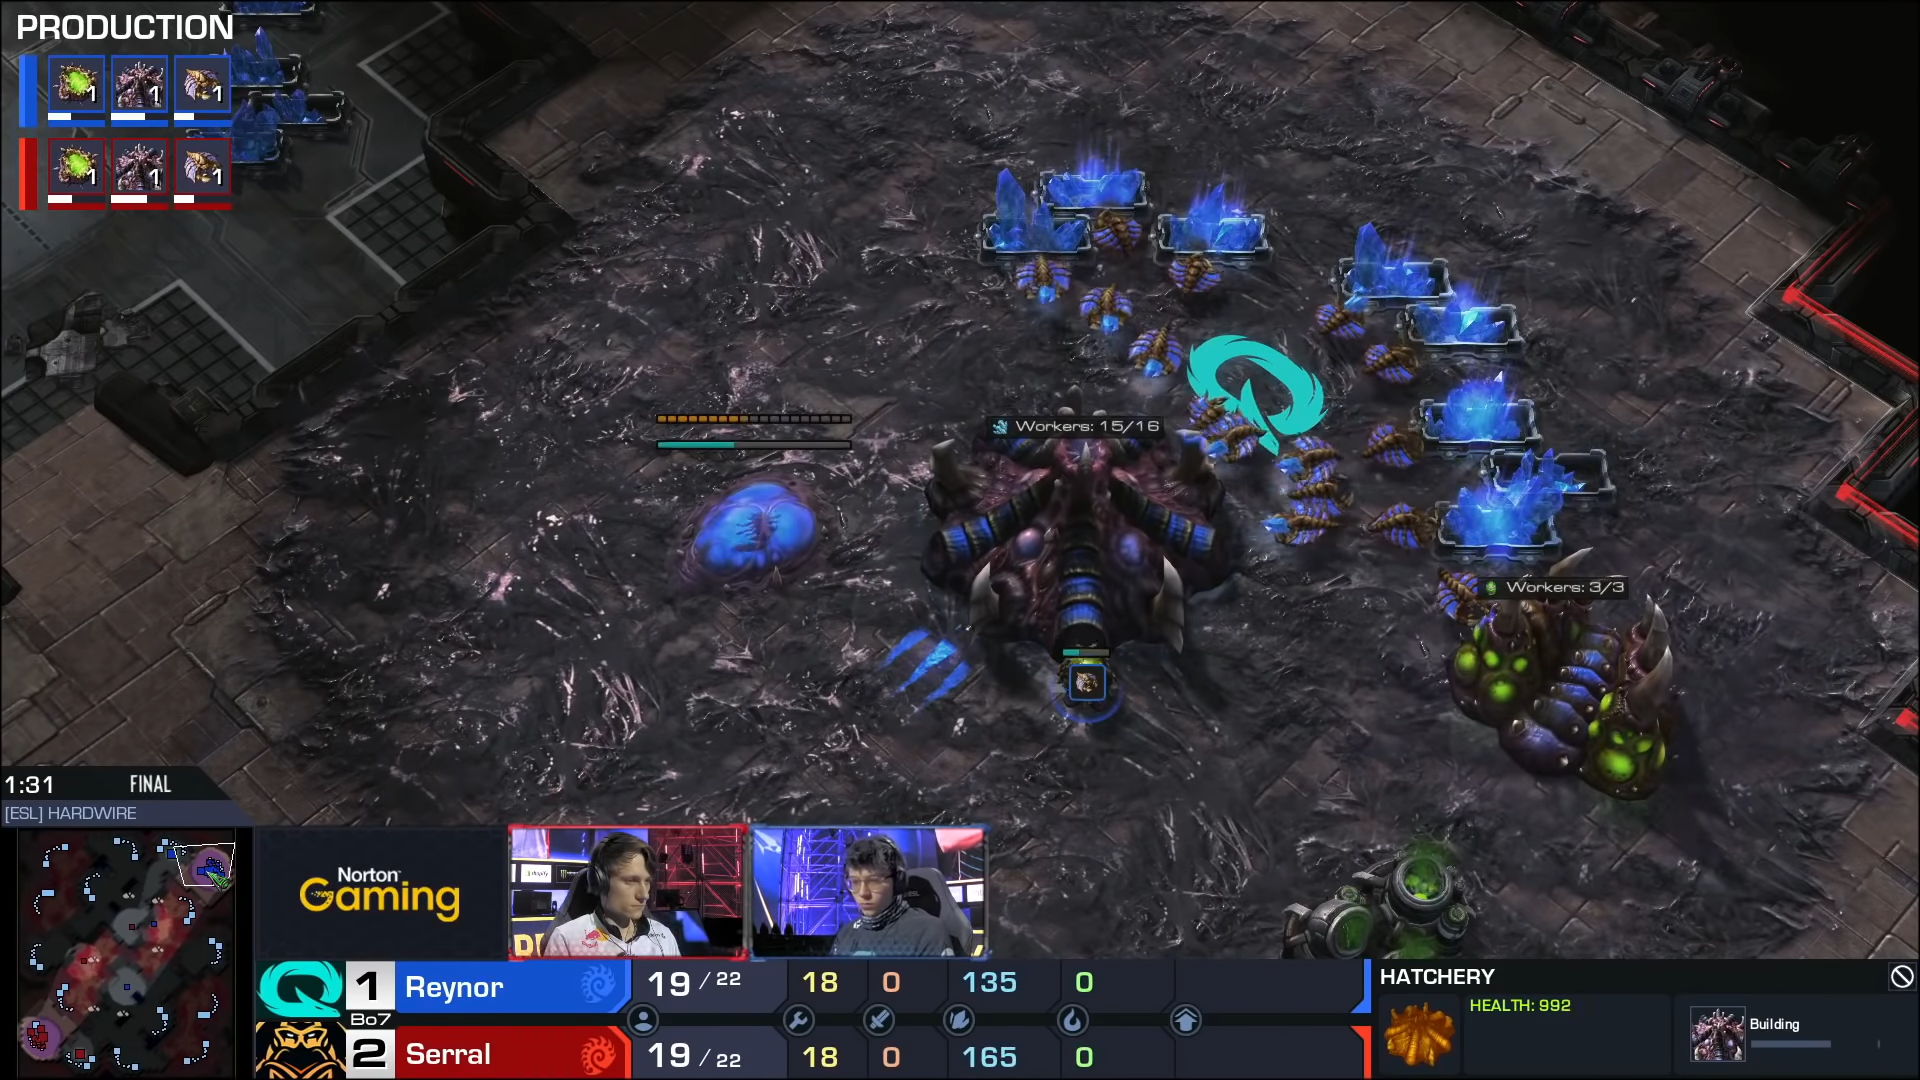 PRODUCTION
1 1 1
1 1 1
Workers: 15/16
Workers: 3/3
1:31 FINAL
[ESL] HARDWIRE
Norton
Gaming
shopify
1 Reynor 19 / 22 18 0 135 0
Bo7
2 Serral 19 / 22 18 0 165 0
HATCHERY
HEALTH: 992
Building